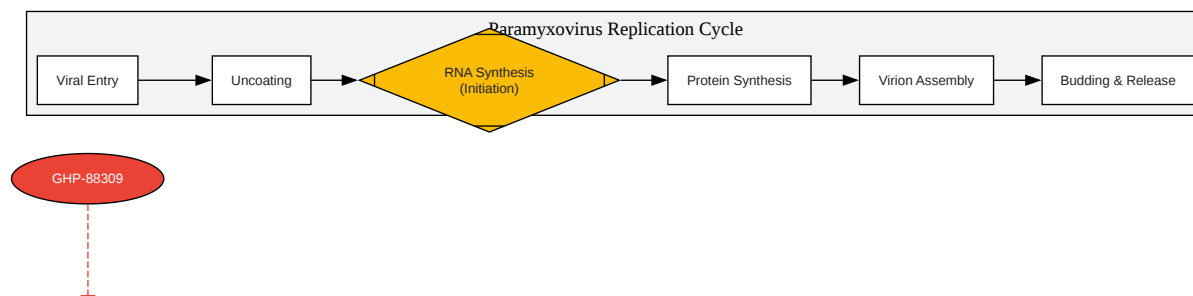 Paramyxovirus Replication Cycle
Viral Entry
Uncoating
RNA Synthesis
(Initiation)
Protein Synthesis
Virion Assembly
Budding & Release
GHP-88309